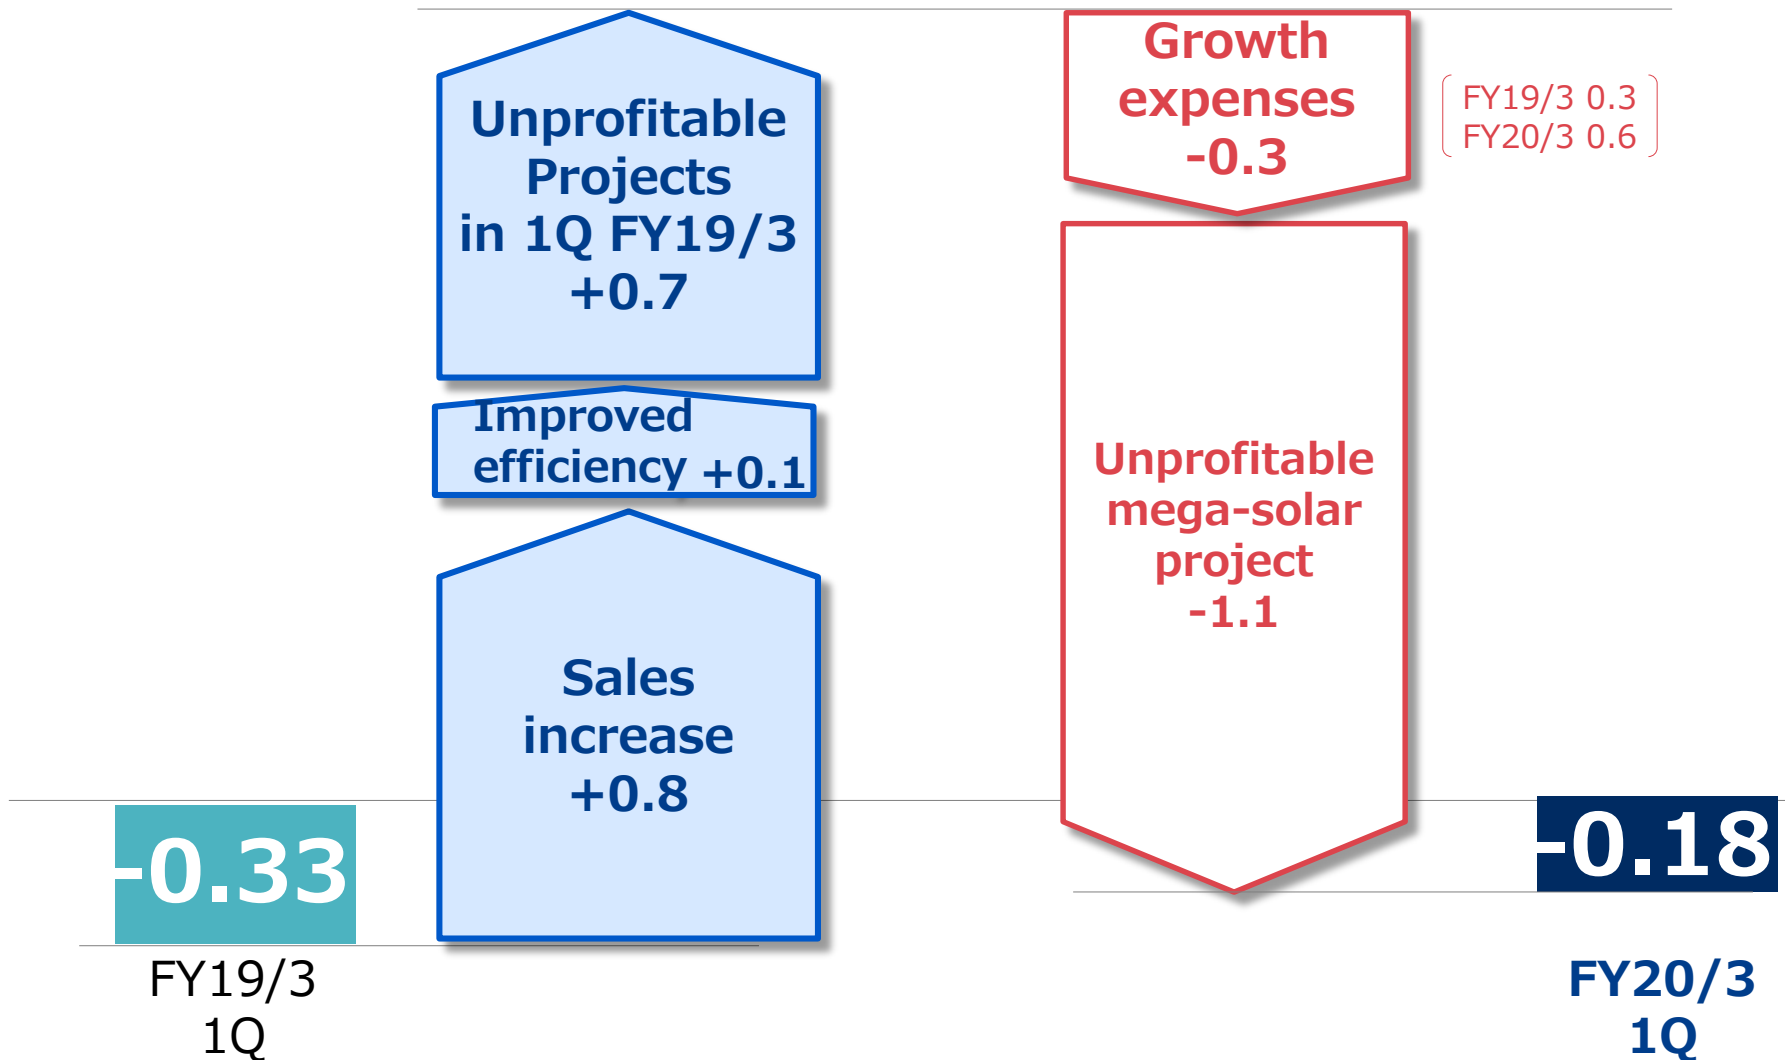 Unprofitable
Projects
in 1Q FY19/3
+0.7
Improved
efficiency +0.1
Sales
increase
+0.8
Growth
expenses
-0.3
FY19/3 0.3
FY20/3 0.6
Unprofitable
mega-solar
project
-1.1
-0.33
FY19/3
1Q
-0.18
FY20/3
1Q